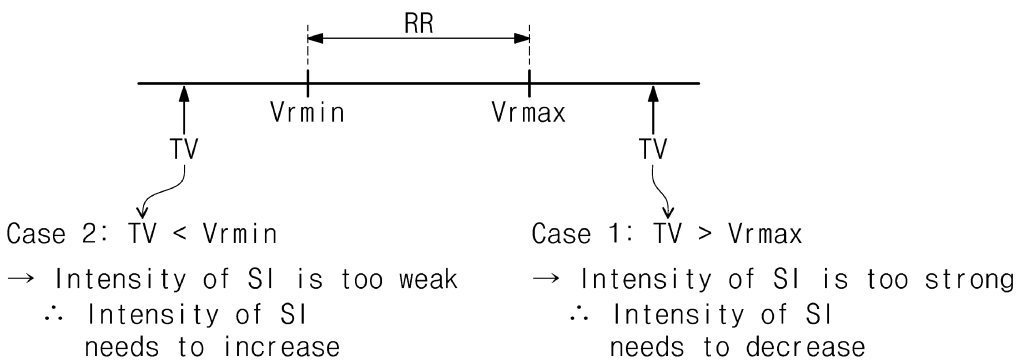 RR
Vrmin
Vrmax
TV
TV
Case 2: TV < Vrmin
→ Intensity of SI is too weak
∴ Intensity of SI
needs to increase
Case 1: TV > Vrmax
→ Intensity of SI is too strong
∴ Intensity of SI
needs to decrease